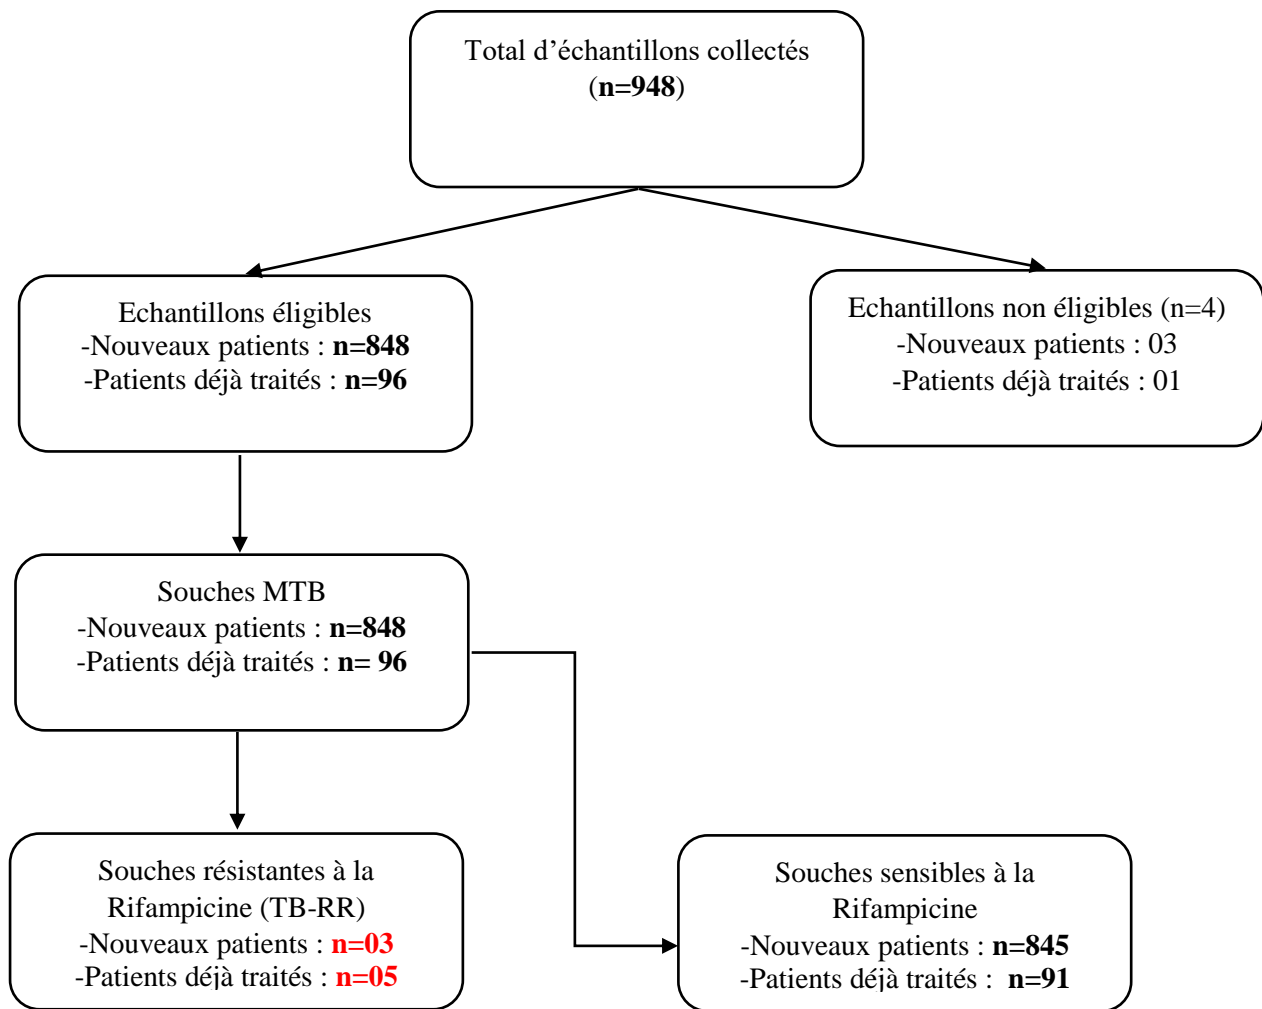 Total d’échantillons collectés
(n=948)
Echantillons éligibles
-Nouveaux patients : n=848
-Patients déjà traités : n=96
Echantillons non éligibles (n=4)
-Nouveaux patients : 03
-Patients déjà traités : 01
Souches MTB
-Nouveaux patients : n=848
-Patients déjà traités : n= 96
Souches résistantes à la
Rifampicine (TB-RR)
-Nouveaux patients : n=03
-Patients déjà traités : n=05
Souches sensibles à la
Rifampicine
-Nouveaux patients : n=845
-Patients déjà traités : n=91